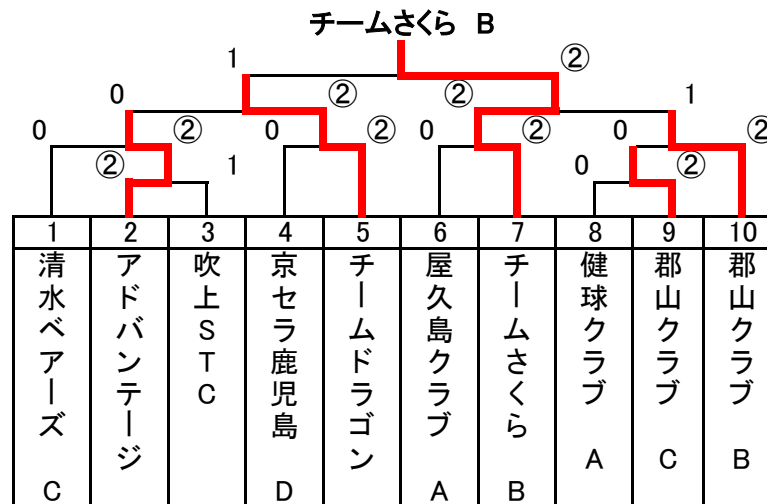 チームさくら B
1 ②
0 ② ② 1
0 ② 0 ② 0 ② 0 ②
② 1 0 ②
1 2 3 4 5 6 7 8 9 10
清水ベアーズ C
アドバンテージ
吹上STC
京セラ鹿児島 D
チームドラゴン
屋久島クラブ A
チームさくら B
健球クラブ A
郡山クラブ C
郡山クラブ B